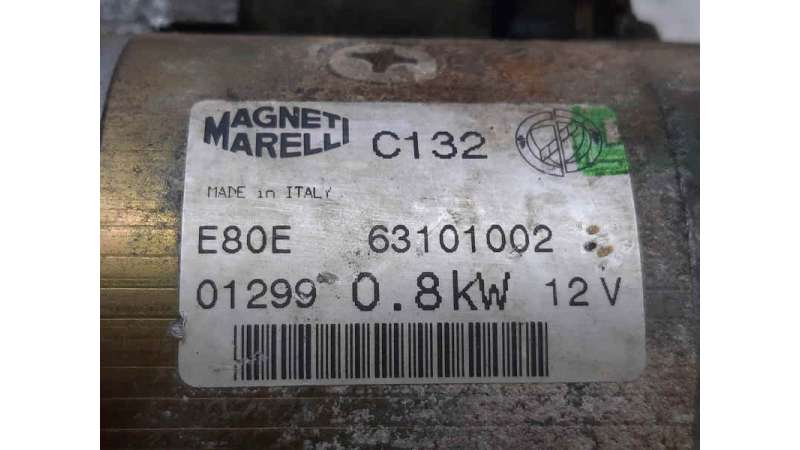 MAGNETI
MARELLI
C132
MADE in ITALY
E80E 63101002
01299 0.8kW 12V